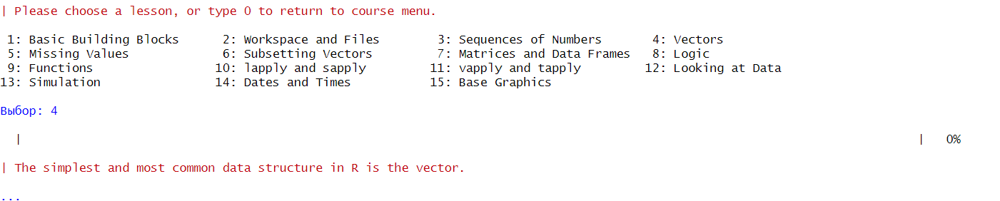 | Please choose a lesson, or type 0 to return to course menu.
1: Basic Building Blocks 2: Workspace and Files 3: Sequences of Numbers 4: Vectors
5: Missing Values 6: Subsetting Vectors 7: Matrices and Data Frames 8: Logic
9: Functions 10: lapply and sapply 11: vapply and tapply 12: Looking at Data
13: Simulation 14: Dates and Times 15: Base Graphics
Выбор: 4
| | 0%
| The simplest and most common data structure in R is the vector.
...